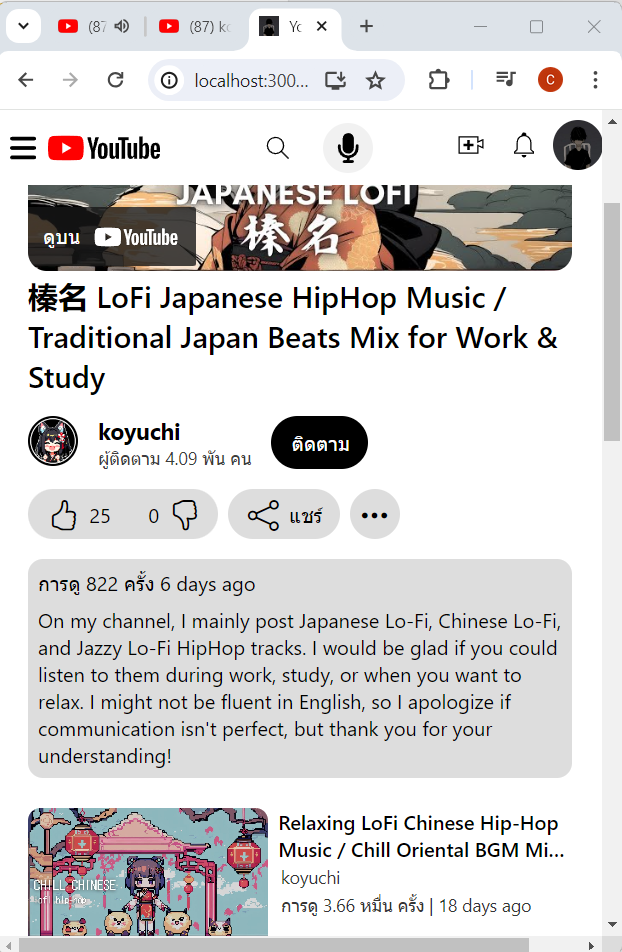 (87
(87) k
Yo
localhost:300...
C
YouTube
JAPANESE LOFI
榛名
ดูบน YouTube
榛名 LoFi Japanese HipHop Music /
Traditional Japan Beats Mix for Work &
Study
koyuchi
ผู้ติดตาม 4.09 พัน คน
ติดตาม
25
0
แชร์
การดู 822 ครั้ง 6 days ago
On my channel, I mainly post Japanese Lo-Fi, Chinese Lo-Fi,
and Jazzy Lo-Fi HipHop tracks. I would be glad if you could
listen to them during work, study, or when you want to
relax. I might not be fluent in English, so I apologize if
communication isn't perfect, but thank you for your
understanding!
CHILL CHINESE
lofi hip-hop
Relaxing LoFi Chinese Hip-Hop
Music / Chill Oriental BGM Mi...
koyuchi
การดู 3.66 หมื่น ครั้ง | 18 days ago